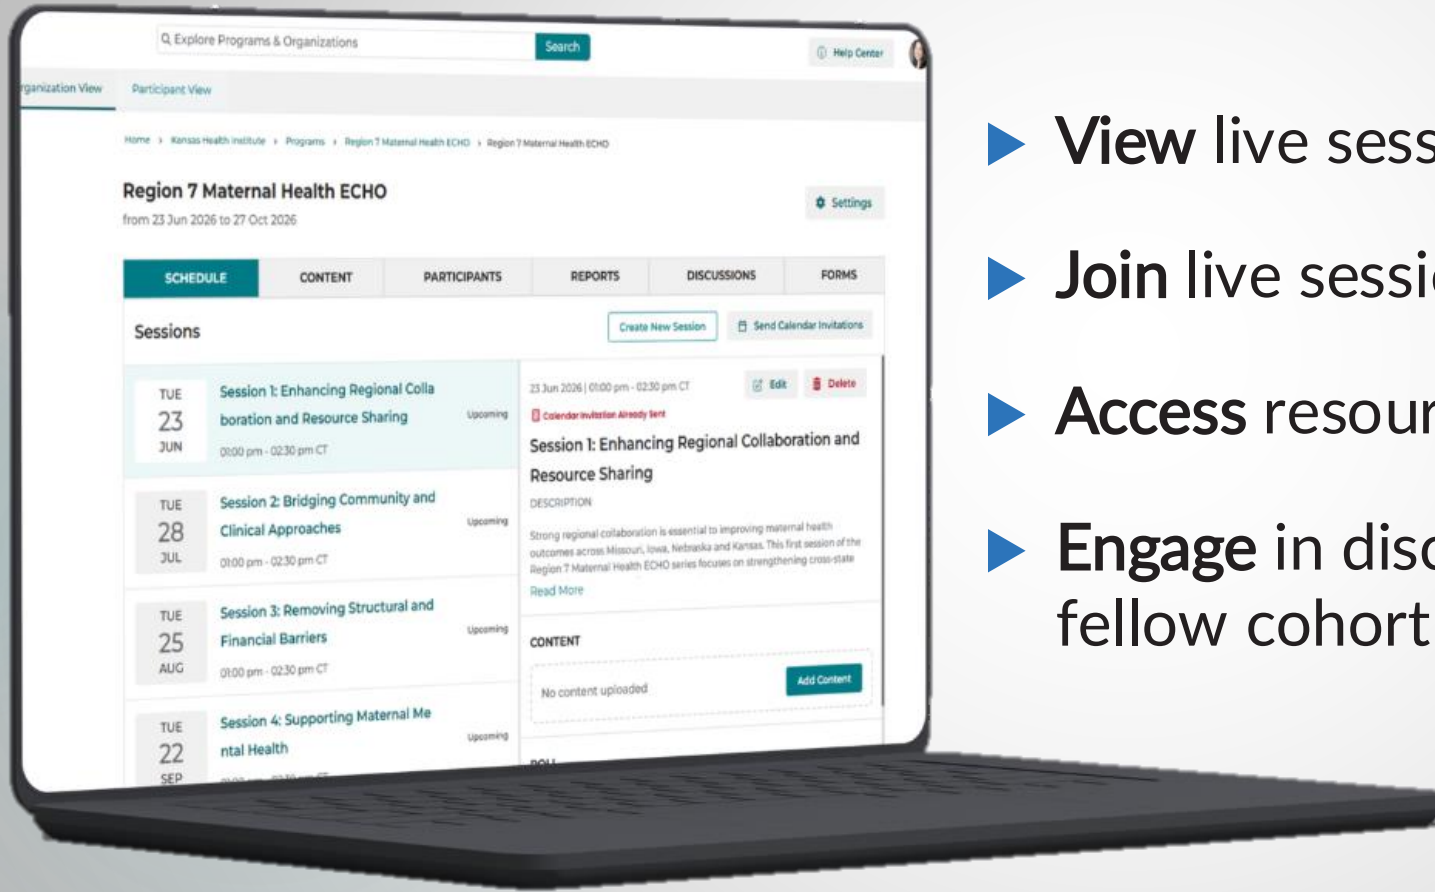 Explore Programs & Organizations
Search
Help Center
rganization View
Participant View
Home > Kansas Health Institute > Programs > Region 7 Maternal Health ECHO > Region 7 Maternal Health ECHO
Region 7 Maternal Health ECHO
from 23 Jun 2026 to 27 Oct 2026
Settings
SCHEDULE
CONTENT
PARTICIPANTS
REPORTS
DISCUSSIONS
FORMS
Sessions
Create New Session
Send Calendar Invitations
TUE
23
JUN
Session 1: Enhancing Regional Colla
boration and Resource Sharing
01:00 pm - 02:30 pm CT
Upcoming
TUE
28
JUL
Session 2: Bridging Community and
Clinical Approaches
01:00 pm - 02:30 pm CT
Upcoming
TUE
25
AUG
Session 3: Removing Structural and
Financial Barriers
01:00 pm - 02:30 pm CT
Upcoming
TUE
22
SEP
Session 4: Supporting Maternal Me
ntal Health
Upcoming
23 Jun 2026 | 01:00 pm - 02:30 pm CT
Edit
Delete
Calendar Invitation Already Sent
Session 1: Enhancing Regional Collaboration and
Resource Sharing
DESCRIPTION
Strong regional collaboration is essential to improving maternal health
outcomes across Missouri, Iowa, Nebraska and Kansas. This first session of the
Region 7 Maternal Health ECHO series focuses on strengthening cross-state
Read More
CONTENT
No content uploaded
Add Content
View live sess
Join live sessi
Access resour
Engage in disc
fellow cohort